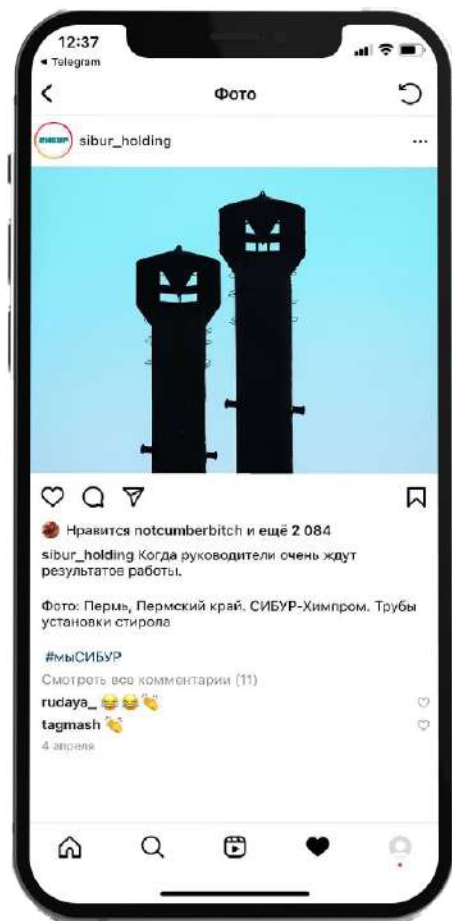 12:37
◂ Telegram
Фото
СИБУР
sibur_holding
Нравится notcumberbitch и ещё 2 084
sibur_holding Когда руководители очень ждут
результатов работы.
Фото: Пермь, Пермский край. СИБУР-Химпром. Трубы
установки стирола
#мыСИБУР
Смотреть все комментарии (11)
rudaya_ 😂😂👏
tagmash 👏
4 апреля